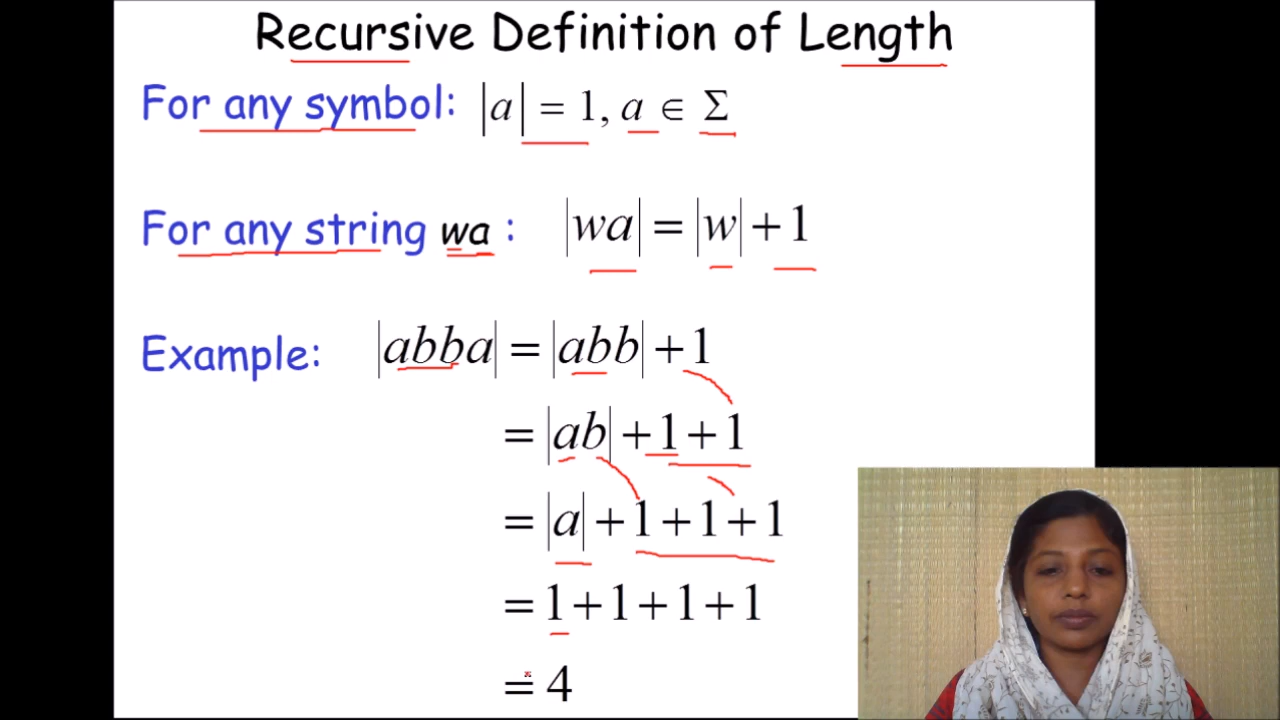 Recursive Definition of Length
For any symbol: |a| = 1, a ∈ Σ
For any string wa : |wa| = |w| + 1
Example: |abba| = |abb| + 1
= |ab| + 1 + 1
= |a| + 1 + 1 + 1
= 1 + 1 + 1 + 1
= 4